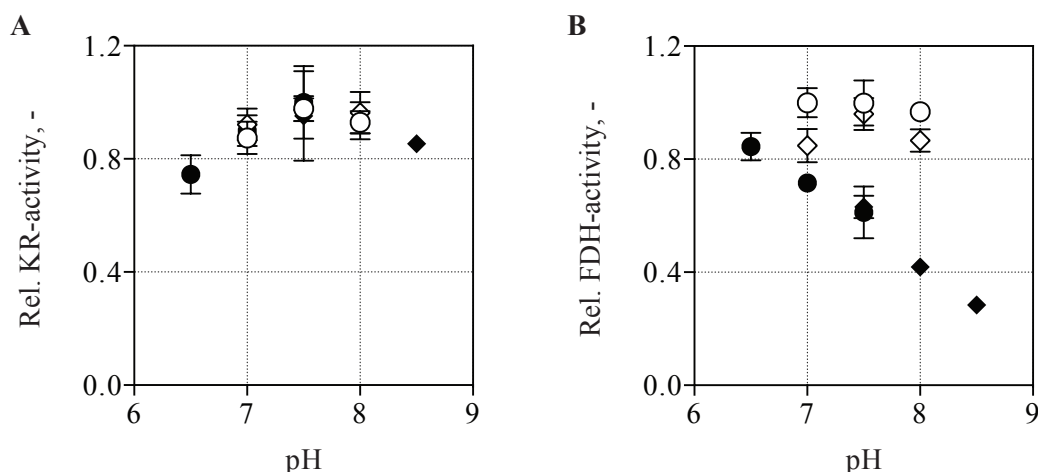 A
Rel. KR-activity, -
1.2
0.8
0.4
0.0
6 7 8 9
pH
B
Rel. FDH-activity, -
1.2
0.8
0.4
0.0
6 7 8 9
pH